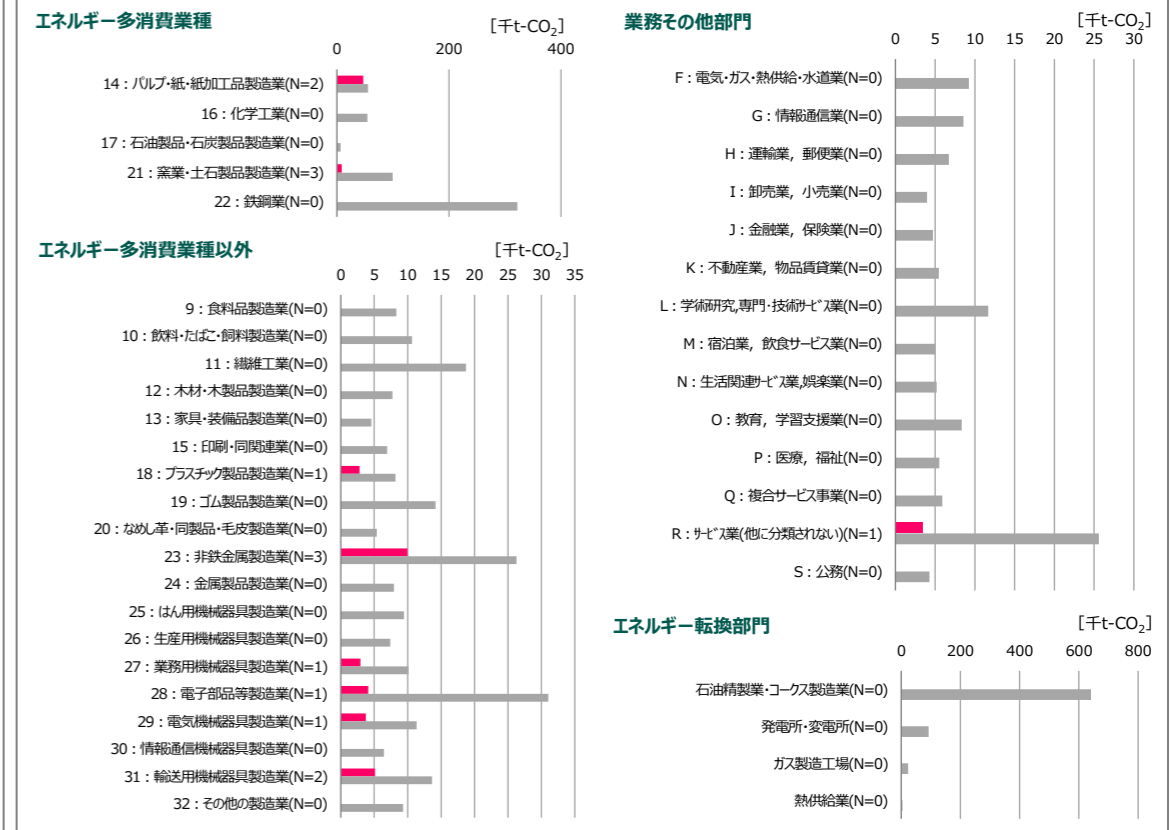 エネルギー多消費業種
[千t-CO₂]
0 200 400
14：パルプ・紙・紙加工品製造業(N=2)
16：化学工業(N=0)
17：石油製品・石炭製品製造業(N=0)
21：窯業・土石製品製造業(N=3)
22：鉄鋼業(N=0)
エネルギー多消費業種以外
[千t-CO₂]
0 5 10 15 20 25 30 35
9：食料品製造業(N=0)
10：飲料・たばこ・飼料製造業(N=0)
11：繊維工業(N=0)
12：木材・木製品製造業(N=0)
13：家具・装備品製造業(N=0)
15：印刷・同関連業(N=0)
18：プラスチック製品製造業(N=1)
19：ゴム製品製造業(N=0)
20：なめし革・同製品・毛皮製造業(N=0)
23：非鉄金属製造業(N=3)
24：金属製品製造業(N=0)
25：はん用機械器具製造業(N=0)
26：生産用機械器具製造業(N=0)
27：業務用機械器具製造業(N=1)
28：電子部品等製造業(N=1)
29：電気機械器具製造業(N=1)
30：情報通信機械器具製造業(N=0)
31：輸送用機械器具製造業(N=2)
32：その他の製造業(N=0)
業務その他部門
[千t-CO₂]
0 5 10 15 20 25 30
F：電気・ガス・熱供給・水道業(N=0)
G：情報通信業(N=0)
H：運輸業，郵便業(N=0)
I：卸売業，小売業(N=0)
J：金融業，保険業(N=0)
K：不動産業，物品賃貸業(N=0)
L：学術研究,専門・技術サービス業(N=0)
M：宿泊業，飲食サービス業(N=0)
N：生活関連サービス業,娯楽業(N=0)
O：教育，学習支援業(N=0)
P：医療，福祉(N=0)
Q：複合サービス事業(N=0)
R：サービス業(他に分類されない)(N=1)
S：公務(N=0)
エネルギー転換部門
[千t-CO₂]
0 200 400 600 800
石油精製業・コークス製造業(N=0)
発電所・変電所(N=0)
ガス製造工場(N=0)
熱供給業(N=0)